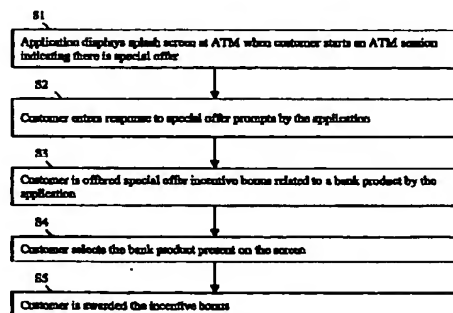 S1
Application displays splash screen at ATM when customer starts an ATM session
indicating there is special offer
S2
Customer enters response to special offer prompts by the application
S3
Customer is offered special offer incentive bonus related to a bank product by the
application
S4
Customer selects the bank product present on the screen
S5
Customer is awarded the incentive bonus